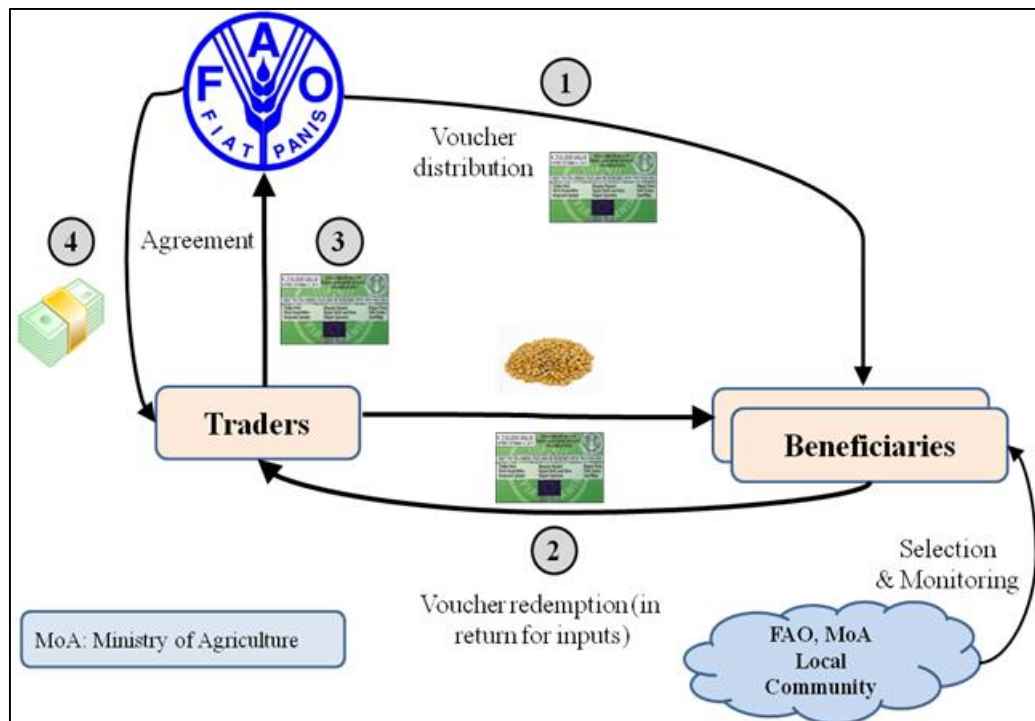 F A O
FIAT PANIS
1
Voucher
distribution
4
Agreement
3
Traders
Beneficiaries
2
Selection
& Monitoring
Voucher redemption (in
return for inputs)
MoA: Ministry of Agriculture
FAO, MoA
Local
Community